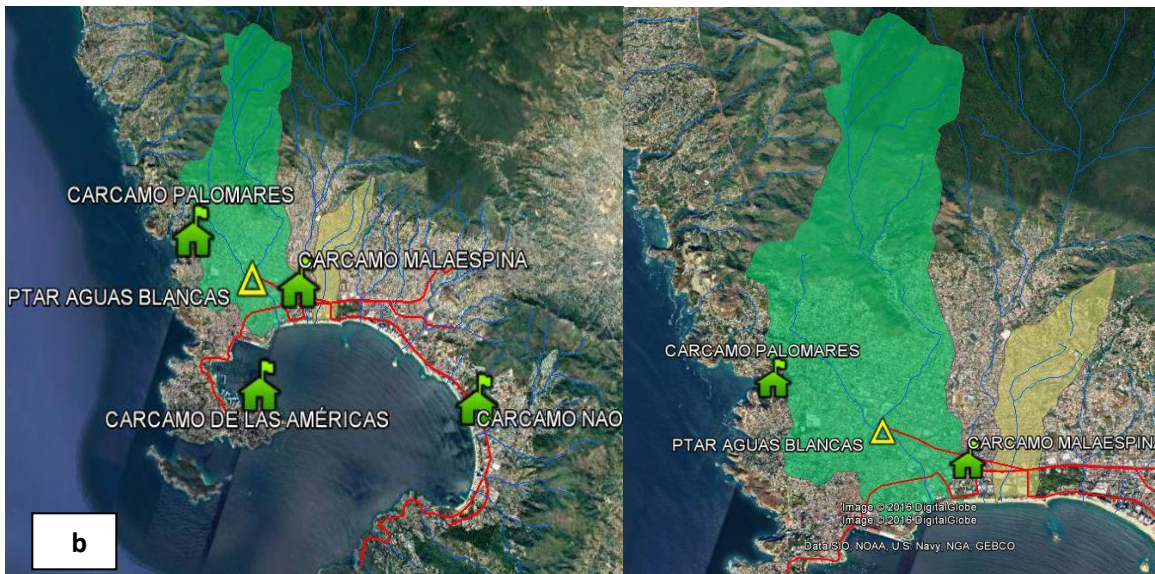 CARCAMO PALOMARES
CARCAMO MALAESPINA
PTAR AGUAS BLANCAS
CARCAMO DE LAS AMÉRICAS
CARCAMO NAO
b
CARCAMO PALOMARES
PTAR AGUAS BLANCAS
CARCAMO MALAESPINA
Image © 2016 DigitalGlobe
Image © 2016 DigitalGlobe
Data SIO, NOAA, U.S. Navy, NGA, GEBCO